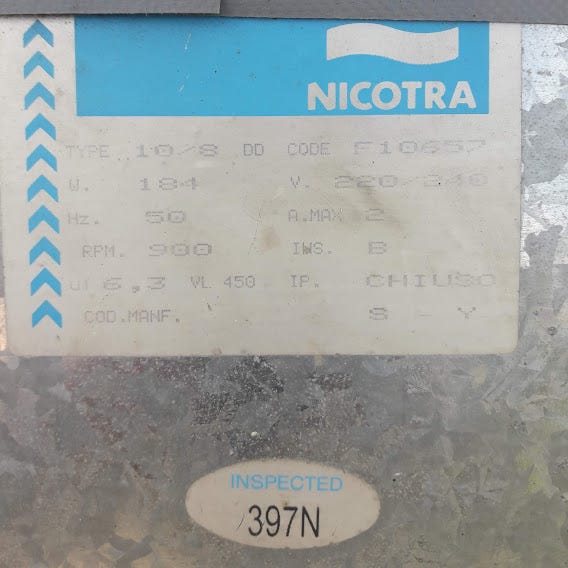 NICOTRA
TYPE 10/8 DD CODE F10657
W. 184 V. 220/240
Hz. 50 A.MAX 2
RPM. 900 INS. B
uF 6,3 VL 450 IP. CHIUSO
COD.MANF. S - Y
INSPECTED
397N